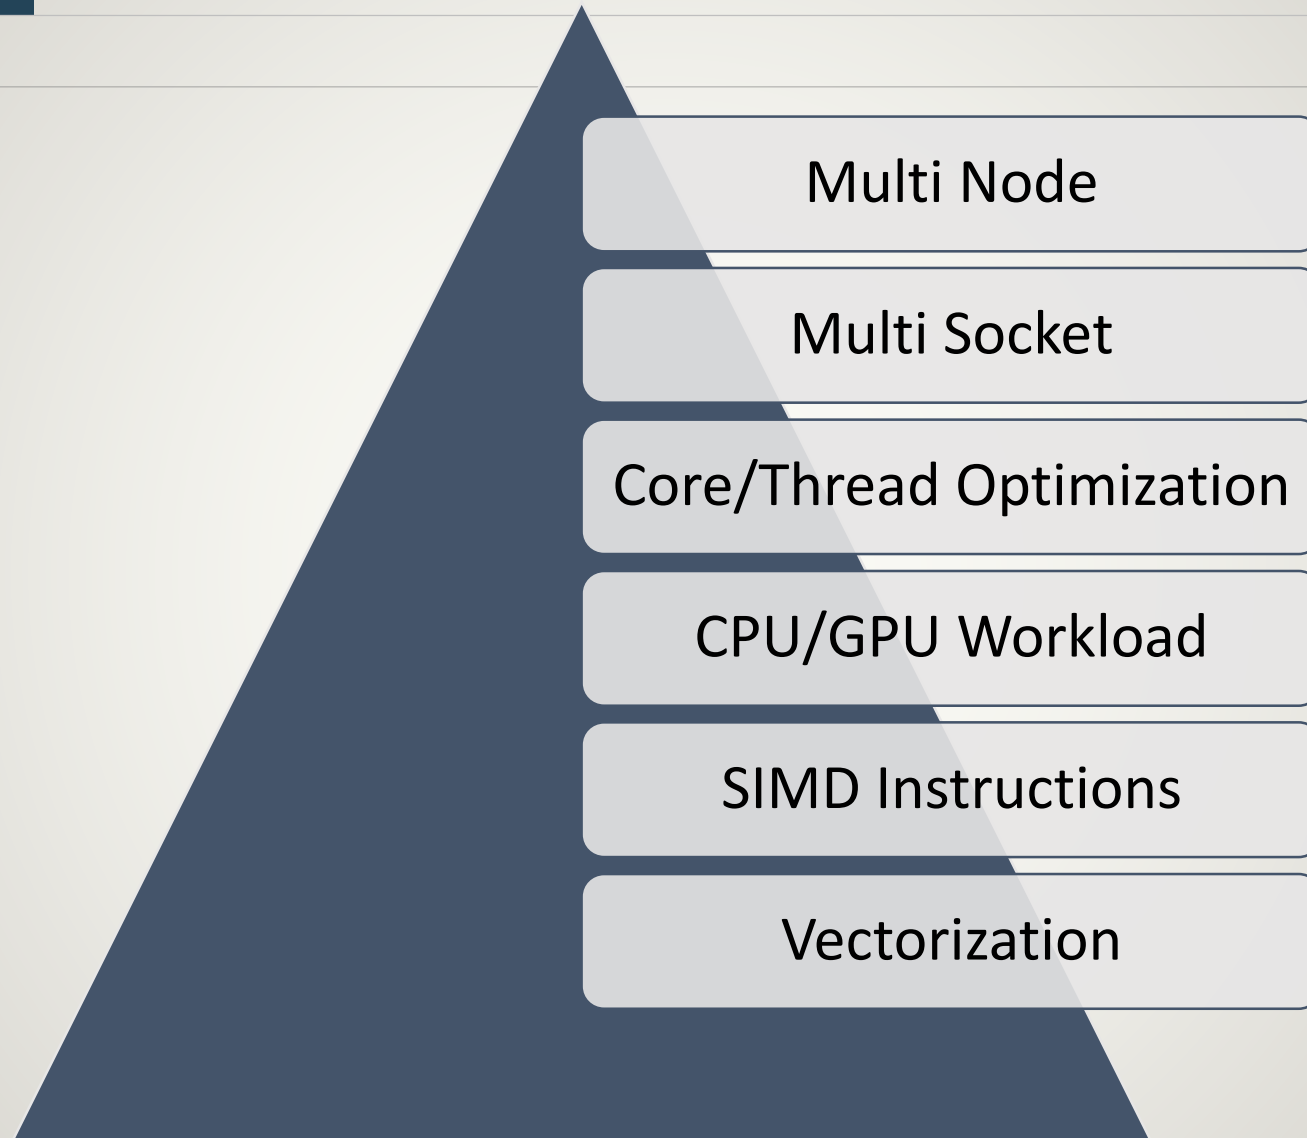 Multi Node
Multi Socket
Core/Thread Optimization
CPU/GPU Workload
SIMD Instructions
Vectorization